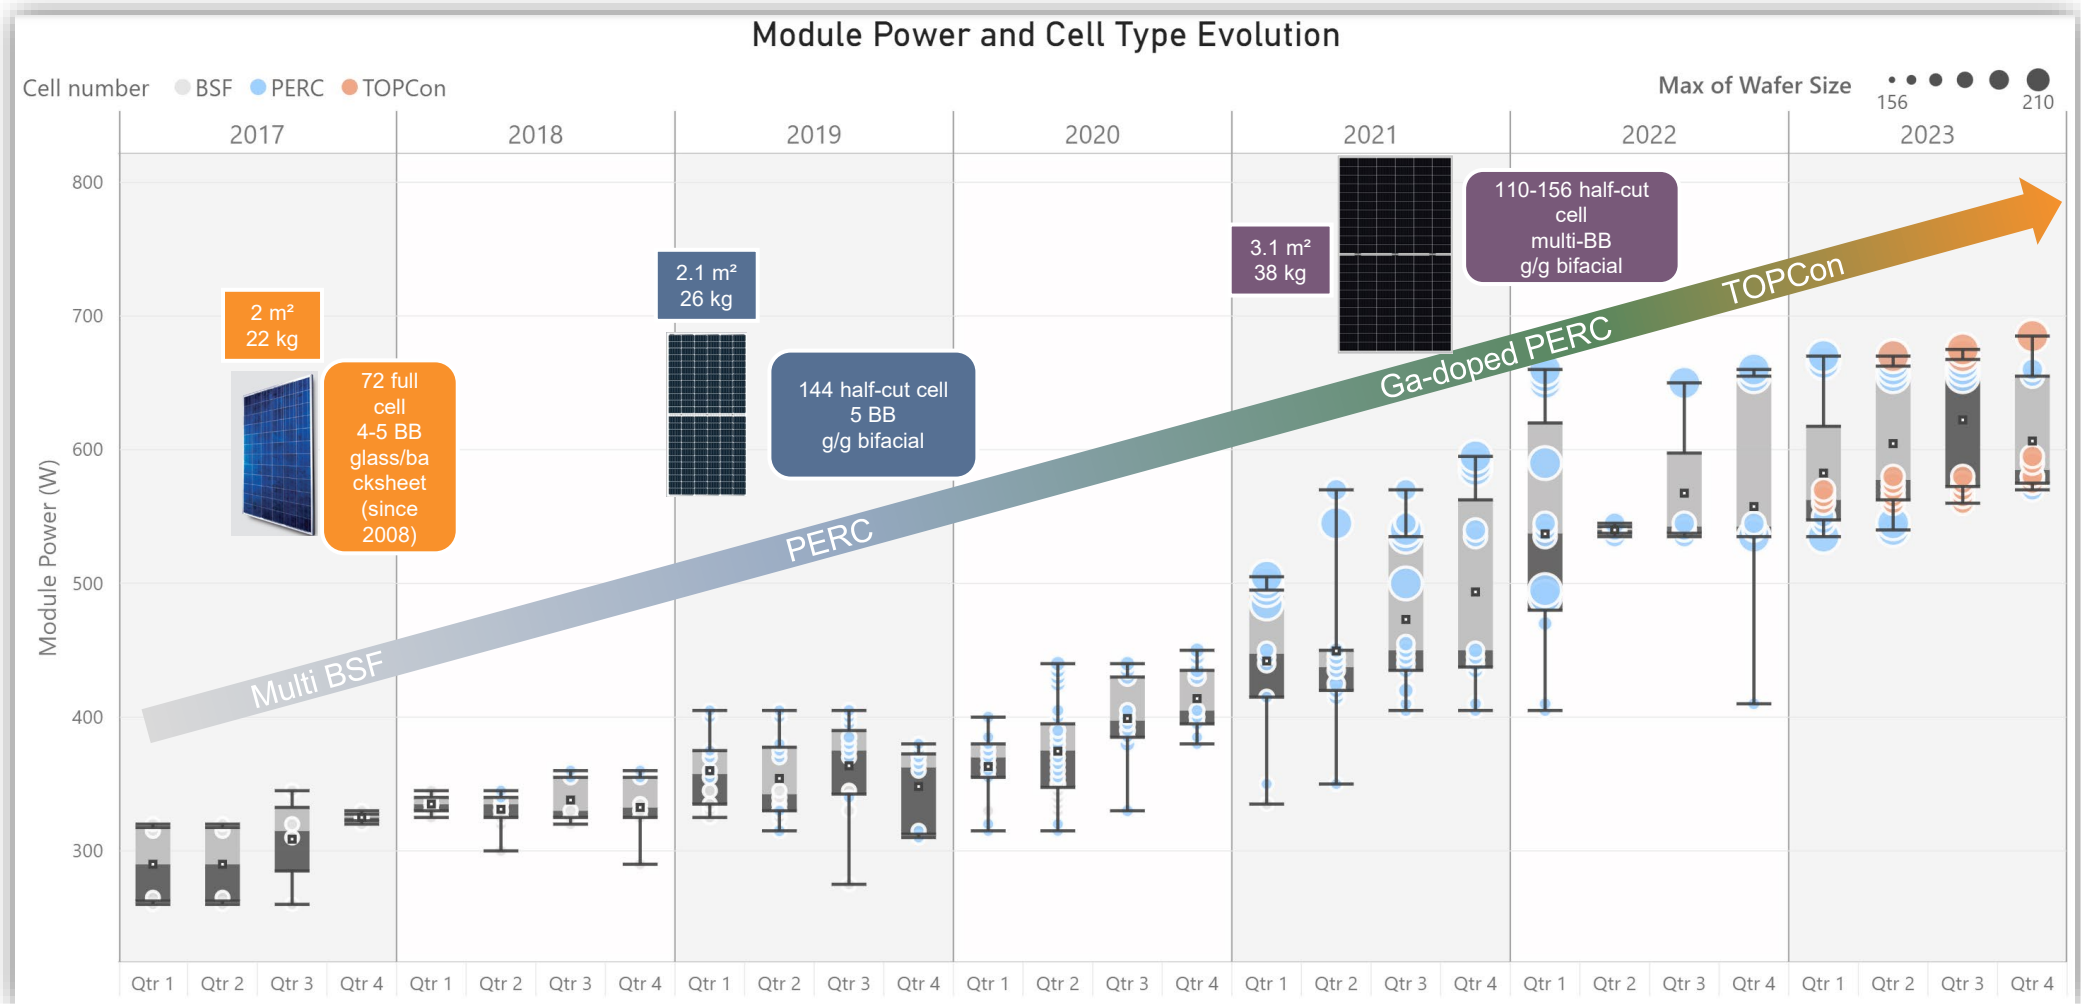 Module Power and Cell Type Evolution
Cell number BSF PERC TOPCon
Max of Wafer Size
156 210
2017 2018 2019 2020 2021 2022 2023
Module Power (W)
800
700
600
500
400
300
2 m²
22 kg
72 full
cell
4-5 BB
glass/ba
cksheet
(since
2008)
2.1 m²
26 kg
144 half-cut cell
5 BB
g/g bifacial
3.1 m²
38 kg
110-156 half-cut
cell
multi-BB
g/g bifacial
Multi BSF
PERC
Ga-doped PERC
TOPCon
Qtr 1 Qtr 2 Qtr 3 Qtr 4 Qtr 1 Qtr 2 Qtr 3 Qtr 4 Qtr 1 Qtr 2 Qtr 3 Qtr 4 Qtr 1 Qtr 2 Qtr 3 Qtr 4 Qtr 1 Qtr 2 Qtr 3 Qtr 4 Qtr 1 Qtr 2 Qtr 3 Qtr 4 Qtr 1 Qtr 2 Qtr 3 Qtr 4